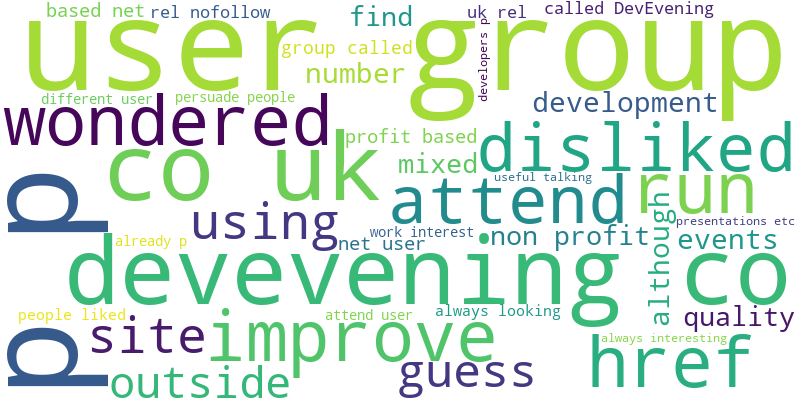 based net
rel nofollow
find
uk rel
called DevEvening
user group
group called
number
developers p
different user
persuade people
development
wondered
profit based
disliked
co uk
mixed
useful talking
p
attend
run
using
work interest
non profit
although
presentations etc
already p
net user
events
devevening co
people liked
attend user
always looking
quality
p
site
improve
always interesting
outside
guess
href